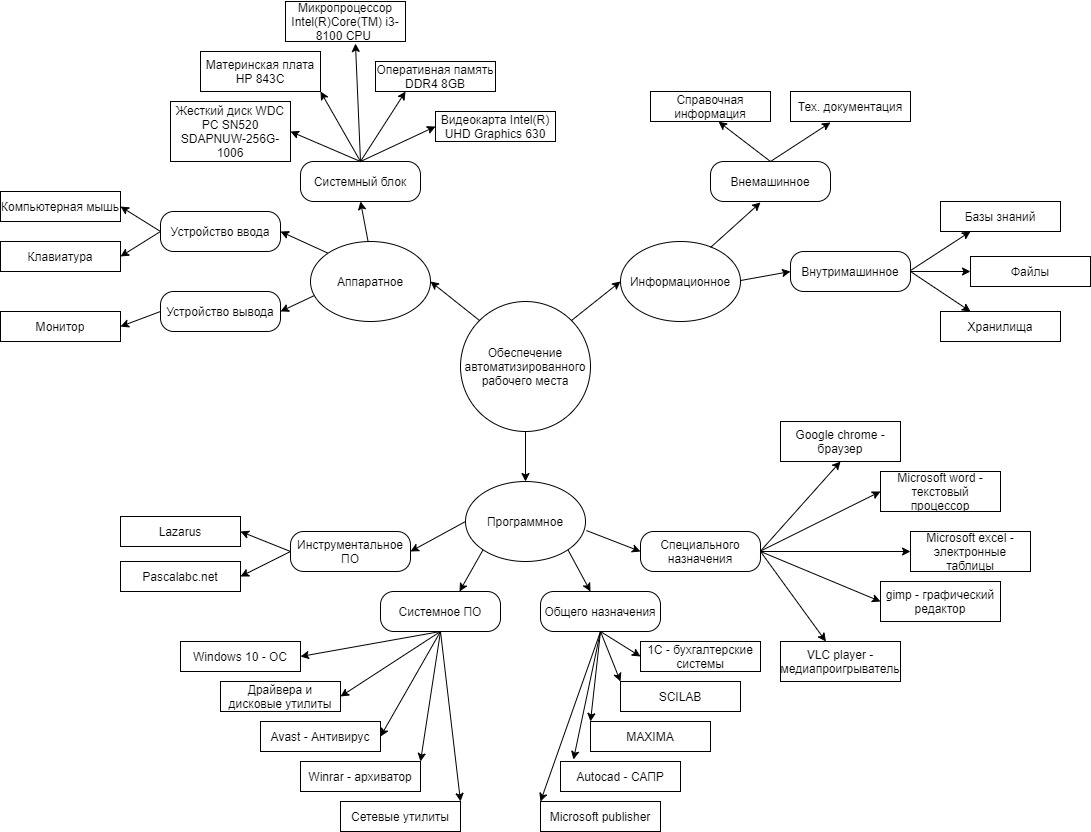 Микропроцессор
Intel(R)Core(TM) i3-
8100 CPU
Материнская плата
HP 843C
Оперативная память
DDR4 8GB
Жесткий диск WDC
PC SN520
SDAPNUW-256G-
1006
Видеокарта Intel(R)
UHD Graphics 630
Системный блок
Компьютерная мышь
Клавиатура
Устройство ввода
Монитор
Устройство вывода
Аппаратное
Справочная
информация
Тех. документация
Внемашинное
Информационное
Внутримашинное
Базы знаний
Файлы
Хранилища
Обеспечение
автоматизированного
рабочего места
Программное
Lazarus
Pascalabc.net
Инструментальное
ПО
Специального
назначения
Google chrome -
браузер
Microsoft word -
текстовый
процессор
Microsoft excel -
электронные
таблицы
gimp - графический
редактор
VLC player -
медиапроигрыватель
Системное ПО
Windows 10 - ОС
Драйвера и
дисковые утилиты
Avast - Антивирус
Winrar - архиватор
Сетевые утилиты
Общего назначения
1С - бухгалтерские
системы
SCILAB
MAXIMA
Autocad - САПР
Microsoft publisher